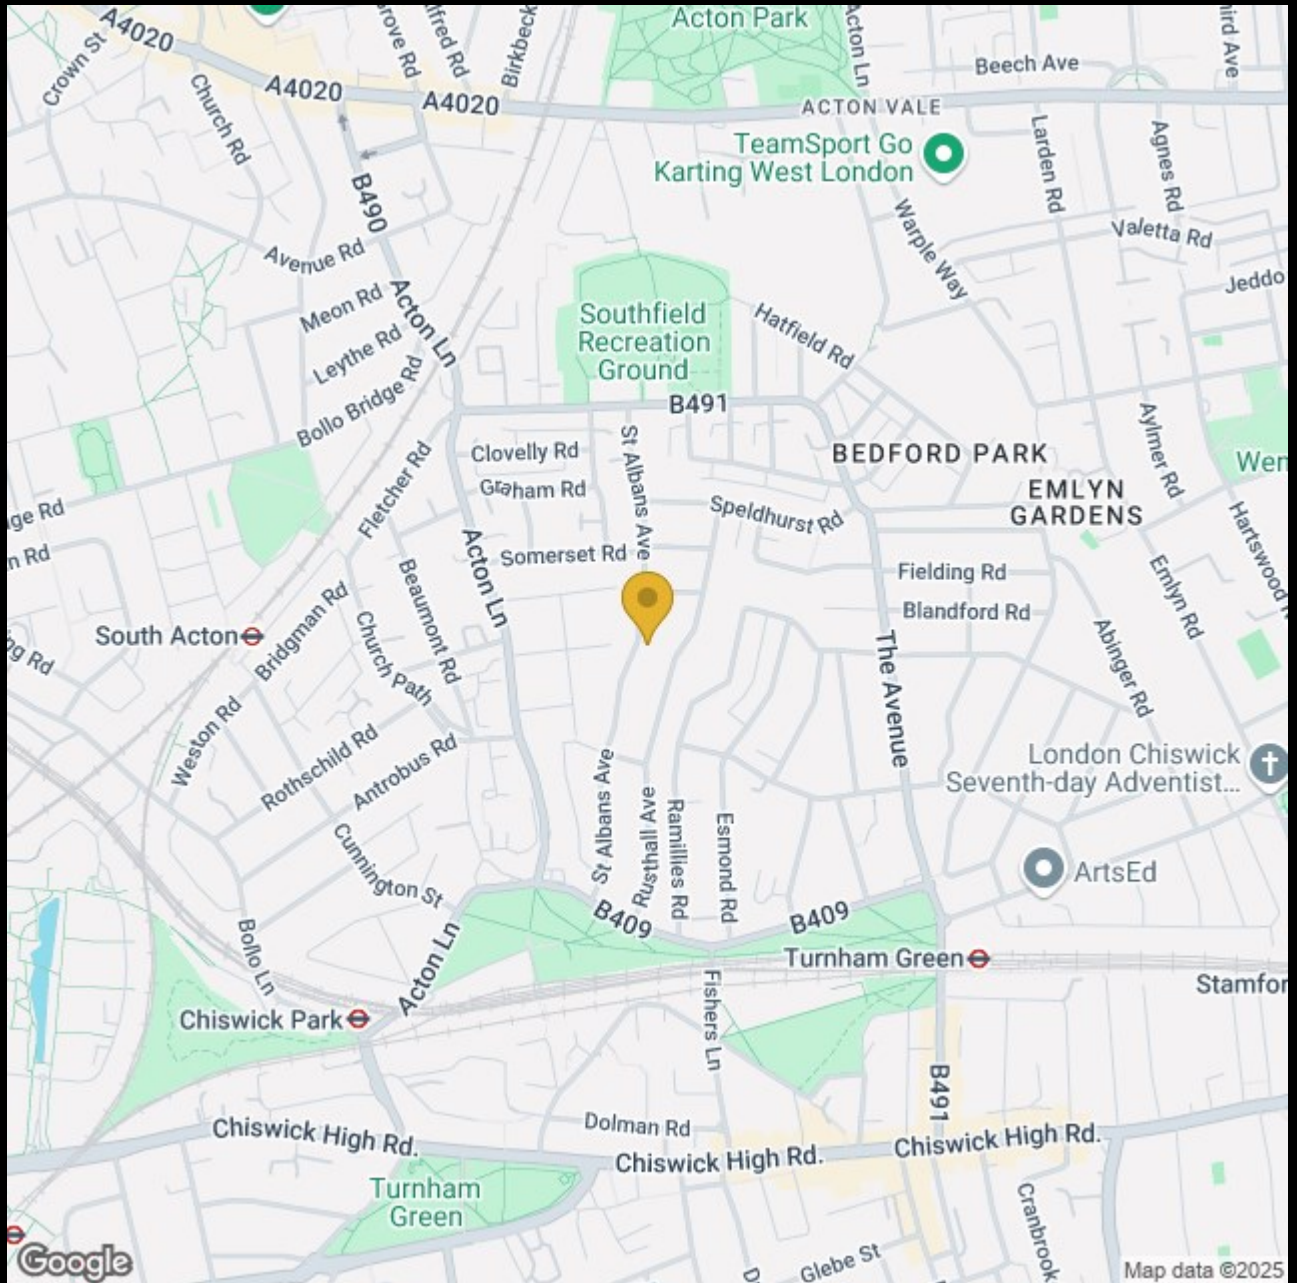 A4020
Crown St
Church Rd
A4020
A4020
Birkbeck
Acton Park
Acton Ln
Beech Ave
ACTON VALE
TeamSport Go
Karting West London
Larden Rd
Agnes Rd
Valetta Rd
Warple Way
Jeddo
B490
Avenue Rd
Meon Rd
Acton Ln
Leythe Rd
Bollo Bridge Rd
Southfield
Recreation
Ground
Hatfield Rd
B491
Clovelly Rd
Graham Rd
St Albans Ave
Speldhurst Rd
BEDFORD PARK
EMLYN
GARDENS
Aylmer Rd
Wen
Hartswood
Fletcher Rd
Somerset Rd
Acton Ln
Beaumont Rd
Fielding Rd
Blandford Rd
Emlyn Rd
Abinger Rd
South Acton
Bridgman Rd
Church Path
The Avenue
Weston Rd
Rothschild Rd
Antrobus Rd
London Chiswick
Seventh-day Adventist...
St Albans Ave
Rusthall Ave
Ramillies Rd
Esmond Rd
Cunnington St
ArtsEd
B409
B409
Bollo Ln
Acton Ln
Turnham Green
Stamfor
Chiswick Park
Fishers Ln
B491
Chiswick High Rd.
Dolman Rd
Chiswick High Rd.
Chiswick High Rd.
Turnham
Green
Cranbrook
Glebe St
Google
Map data ©2025